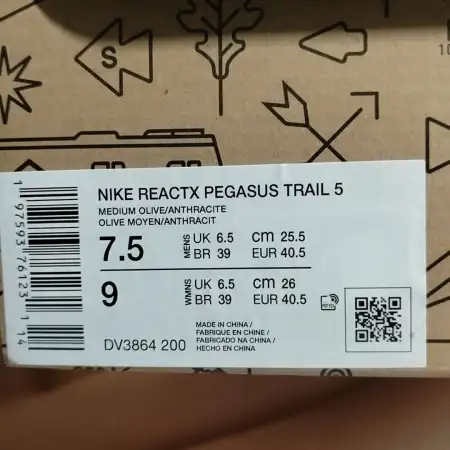 S
10
NIKE REACTX PEGASUS TRAIL 5
MEDIUM OLIVE/ANTHRACITE
OLIVE MOYEN/ANTHRACIT
7.5 MENS UK 6.5 cm 25.5
BR 39 EUR 40.5
9 WMNS UK 6.5 cm 26
BR 39 EUR 40.5
RFID
MADE IN CHINA /
FABRIQUE EN CHINE /
FABRICADO NA CHINA /
HECHO EN CHINA
DV3864 200
1 97593 76123 1 14